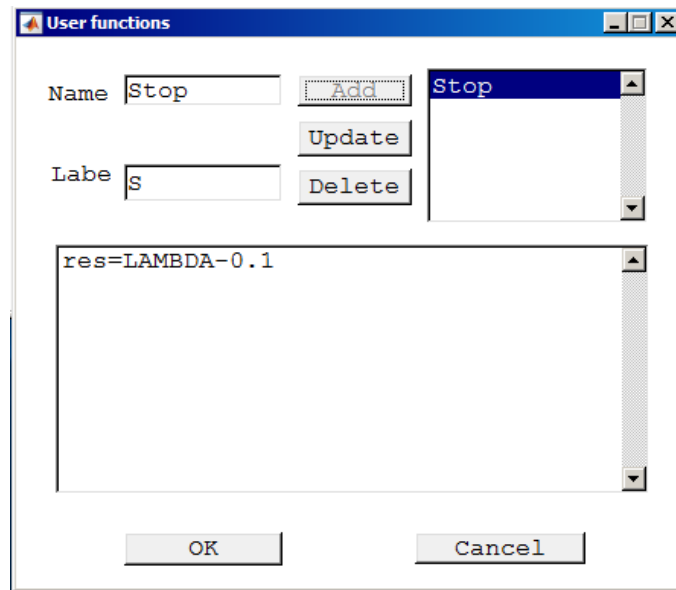 User functions
Name Stop Add Stop
Update
Labe S Delete
res=LAMBDA-0.1
OK Cancel